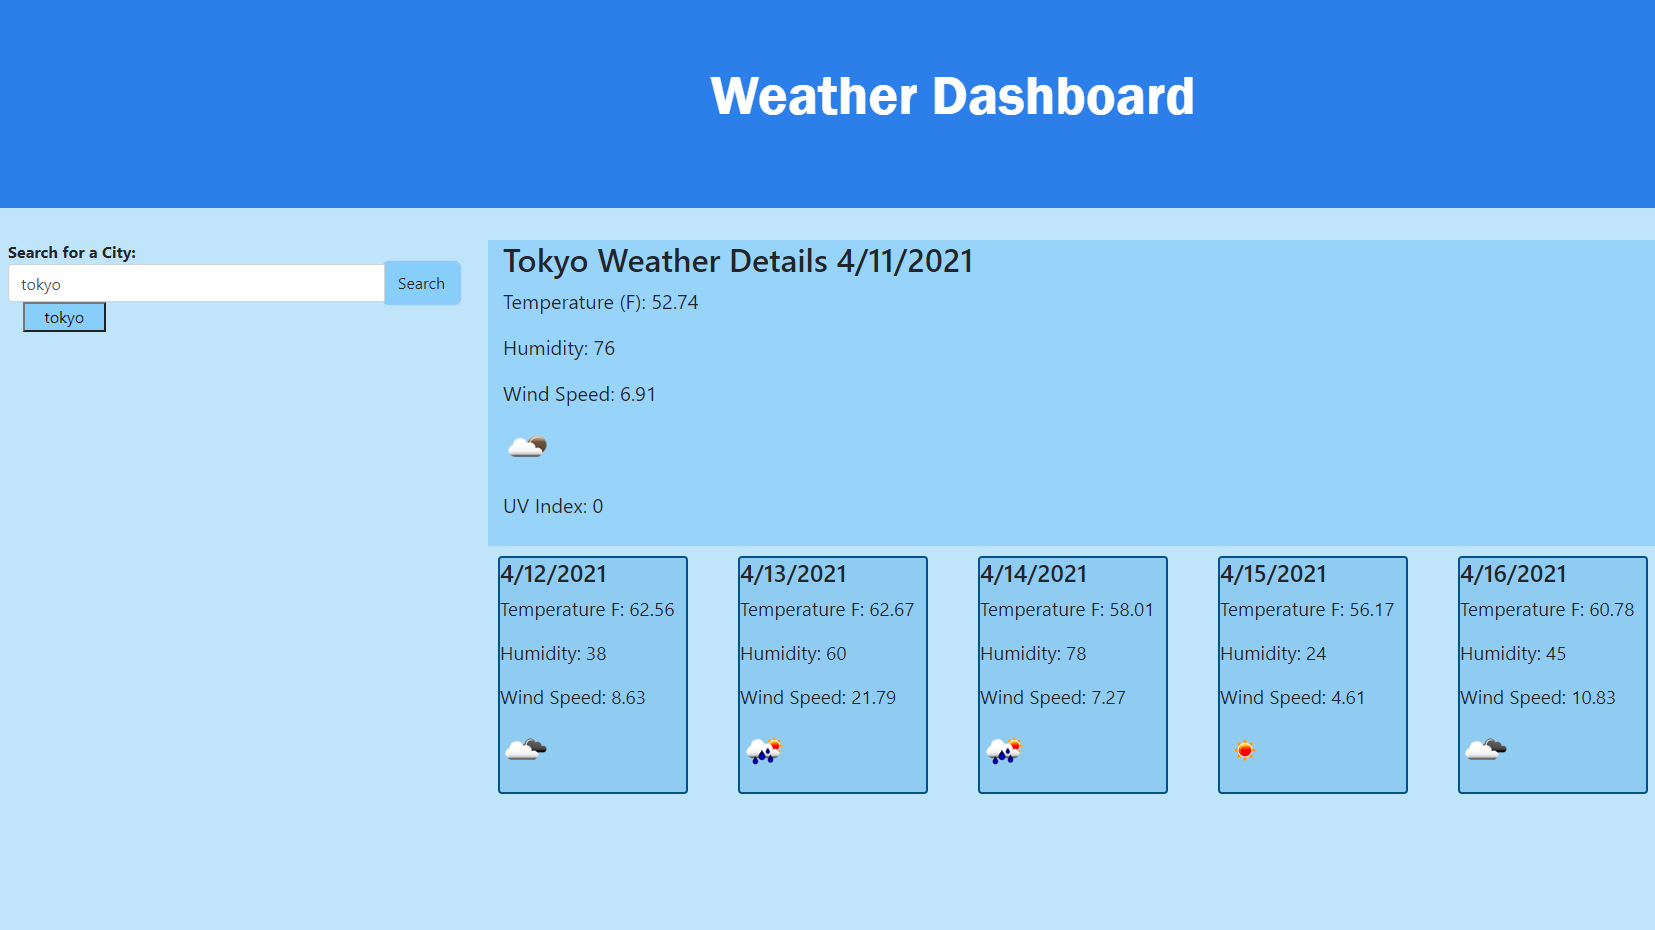 Weather Dashboard
Search for a City:
tokyo
Search
tokyo
Tokyo Weather Details 4/11/2021
Temperature (F): 52.74
Humidity: 76
Wind Speed: 6.91
UV Index: 0
4/12/2021
Temperature F: 62.56
Humidity: 38
Wind Speed: 8.63
4/13/2021
Temperature F: 62.67
Humidity: 60
Wind Speed: 21.79
4/14/2021
Temperature F: 58.01
Humidity: 78
Wind Speed: 7.27
4/15/2021
Temperature F: 56.17
Humidity: 24
Wind Speed: 4.61
4/16/2021
Temperature F: 60.78
Humidity: 45
Wind Speed: 10.83